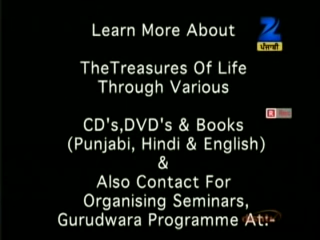 Learn More About
ਪੰਜਾਬੀ
TheTreasures Of Life
Through Various
CD's,DVD's & Books
(Punjabi, Hindi & English)
&
Also Contact For
Organising Seminars,
Gurudwara Programme At:-